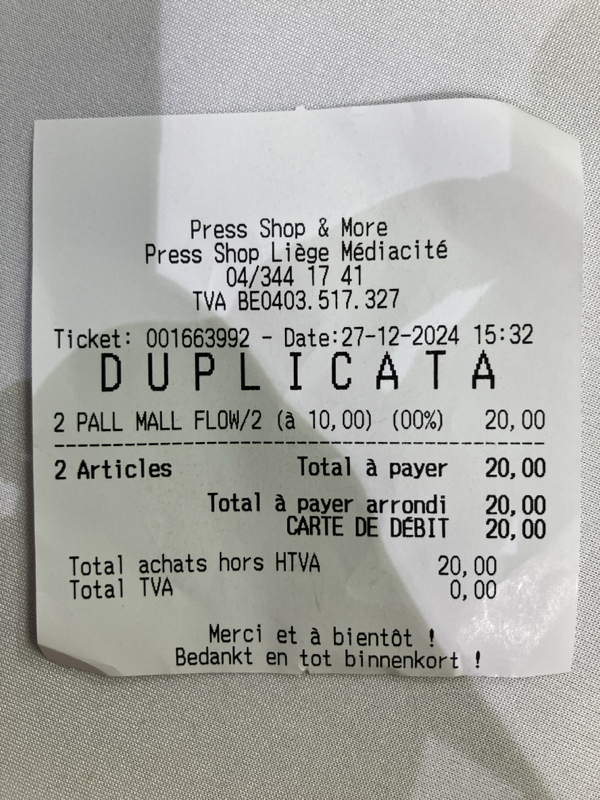 Press Shop & More
Press Shop Liège Médiacité
04/344 17 41
TVA BE0403.517.327
Ticket: 001663992 - Date:27-12-2024 15:32
DUPLICATA
2 PALL MALL FLOW/2 (à 10,00) (00%) 20,00
2 Articles Total à payer 20,00
Total à payer arrondi 20,00
CARTE DE DÉBIT 20,00
Total achats hors HTVA 20,00
Total TVA 0,00
Merci et à bientôt !
Bedankt en tot binnenkort !